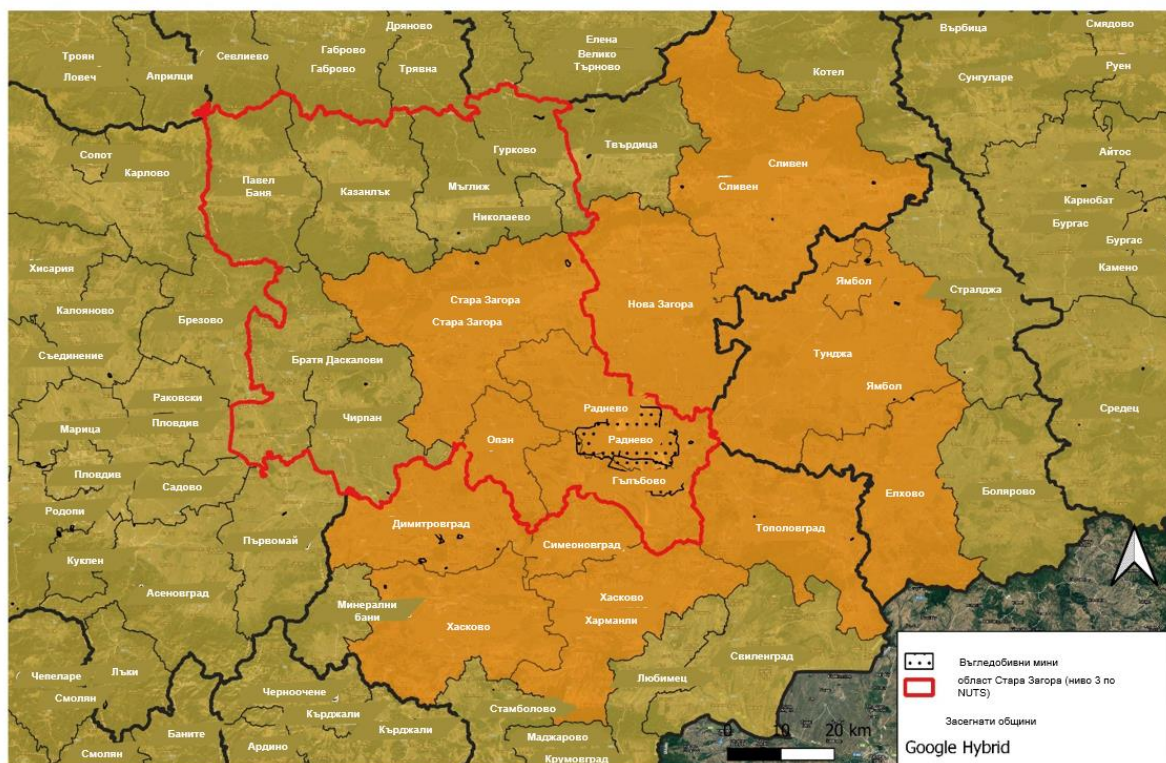 Троян
Ловеч
Априлци
Севлиево
Габрово
Габрово
Дряново
Трявна
Елена
Велико
Търново
Котел
Върбица
Смядово
Сунгуларе
Руен
Сопот
Карлово
Павел
Баня
Казанлък
Мъглиж
Гурково
Николаево
Твърдица
Сливен
Сливен
Айтос
Карнобат
Бургас
Бургас
Камено
Хисария
Калояново
Брезово
Съединение
Стара Загора
Стара Загора
Нова Загора
Ямбол
Стралджа
Тунджа
Ямбол
Братя Даскалови
Чирпан
Раковски
Пловдив
Марица
Пловдив
Садово
Родопи
Куклен
Първомай
Асеновград
Раднево
Раднево
Опан
Гълъбово
Средец
Елхово
Болярово
Димитровград
Симеоновград
Тополовград
Минерални
бани
Хасково
Хасково
Харманли
Свиленград
Любимец
Чепеларе
Лъки
Смолян
Смолян
Баните
Черноочене
Кърджали
Кърджали
Ардино
Стамболово
Маджарово
Крумовград
0 10 20 km
Въгледобивни мини
област Стара Загора (ниво 3 по
NUTS)
Засегнати общини
Google Hybrid